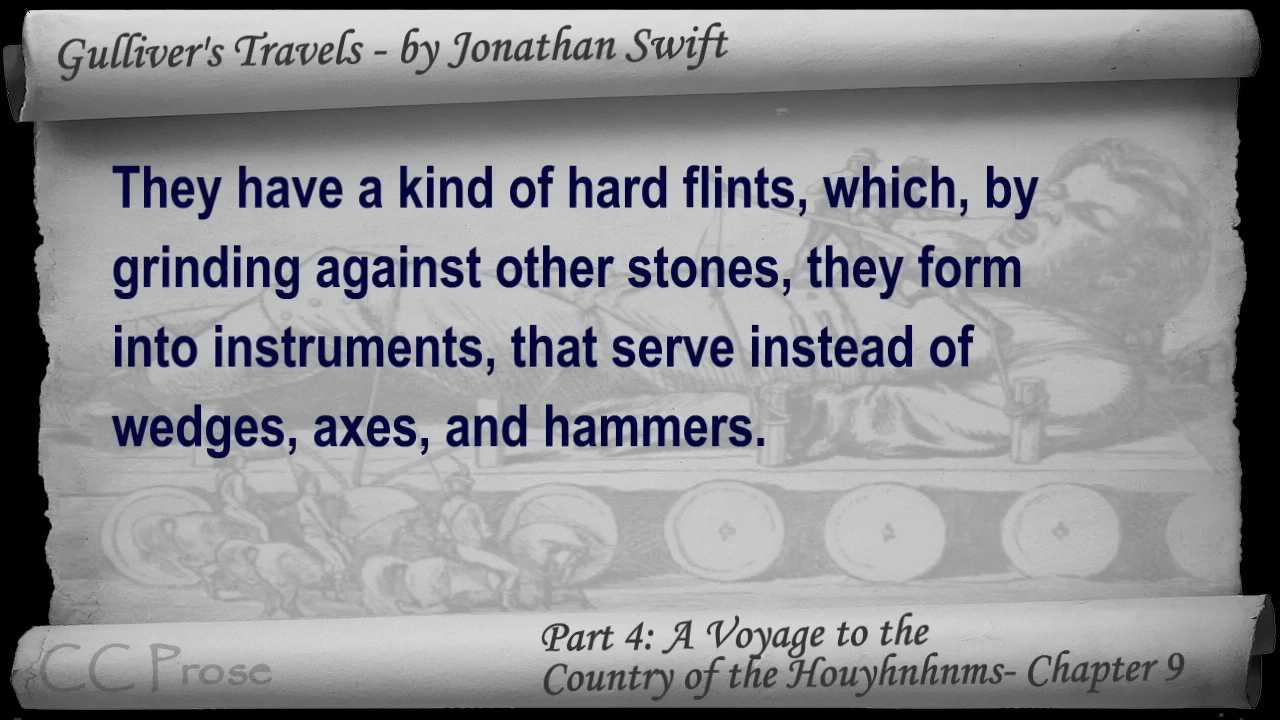 Gulliver's Travels - by Jonathan Swift
They have a kind of hard flints, which, by
grinding against other stones, they form
into instruments, that serve instead of
wedges, axes, and hammers.
Part 4: A Voyage to the
Country of the Houyhnhnms- Chapter 9
CC Prose